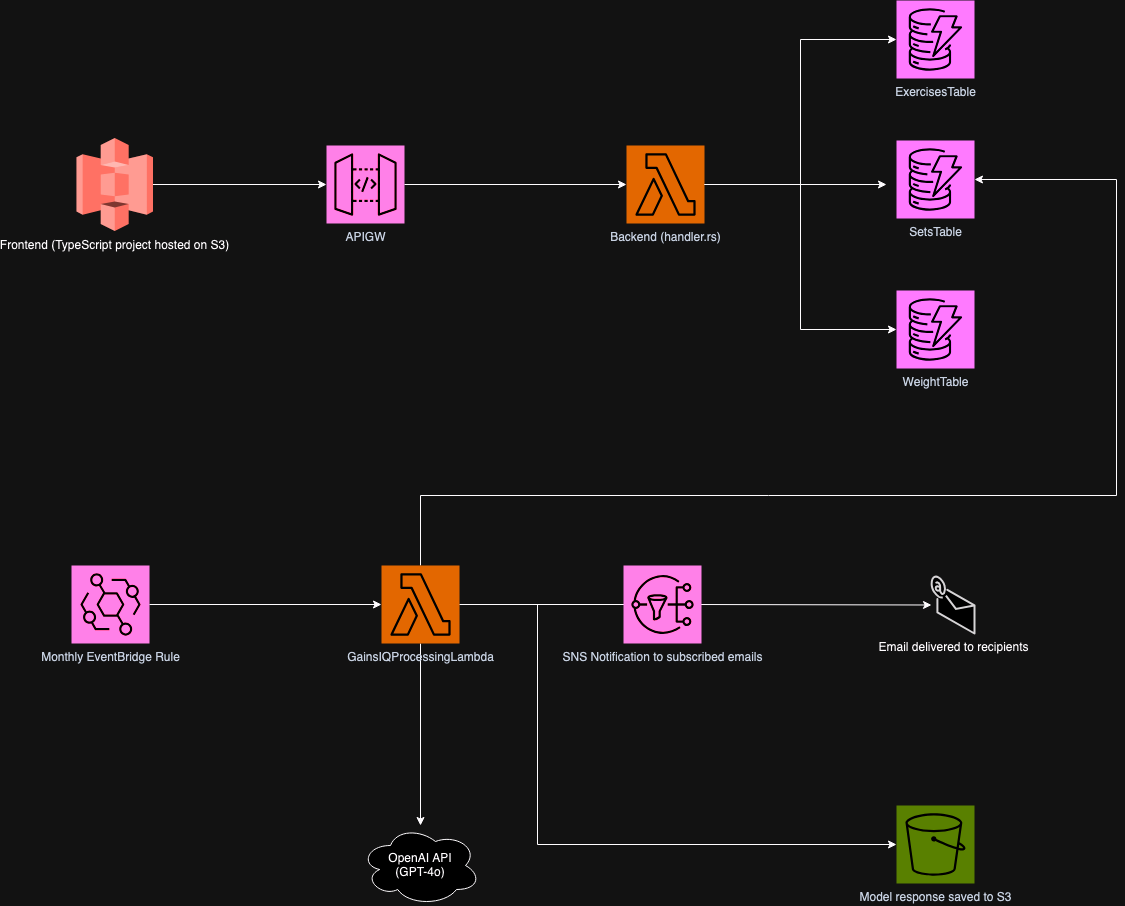 ExercisesTable
Frontend (TypeScript project hosted on S3)
</>
APIGW
Backend (handler.rs)
SetsTable
WeightTable
Monthly EventBridge Rule
GainsIQProcessingLambda
SNS Notification to subscribed emails
@
Email delivered to recipients
OpenAI API
(GPT-4o)
Model response saved to S3